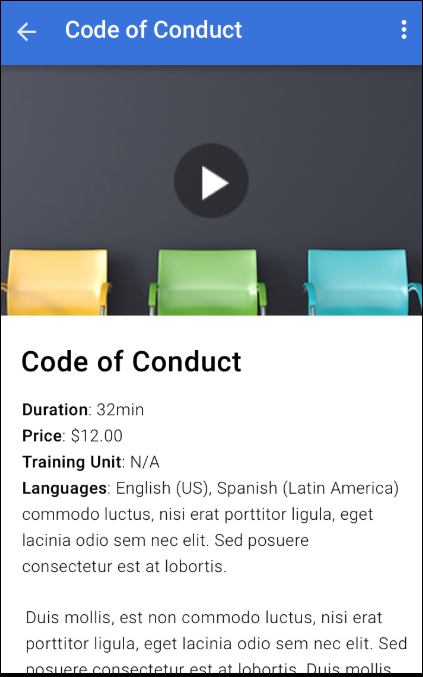 Code of Conduct
Code of Conduct
Duration: 32min
Price: $12.00
Training Unit: N/A
Languages: English (US), Spanish (Latin America)
commodo luctus, nisi erat porttitor ligula, eget
lacinia odio sem nec elit. Sed posuere
consectetur est at lobortis.
Duis mollis, est non commodo luctus, nisi erat
porttitor ligula, eget lacinia odio sem nec elit. Sed
posuere consectetur est at lobortis. Duis mollis